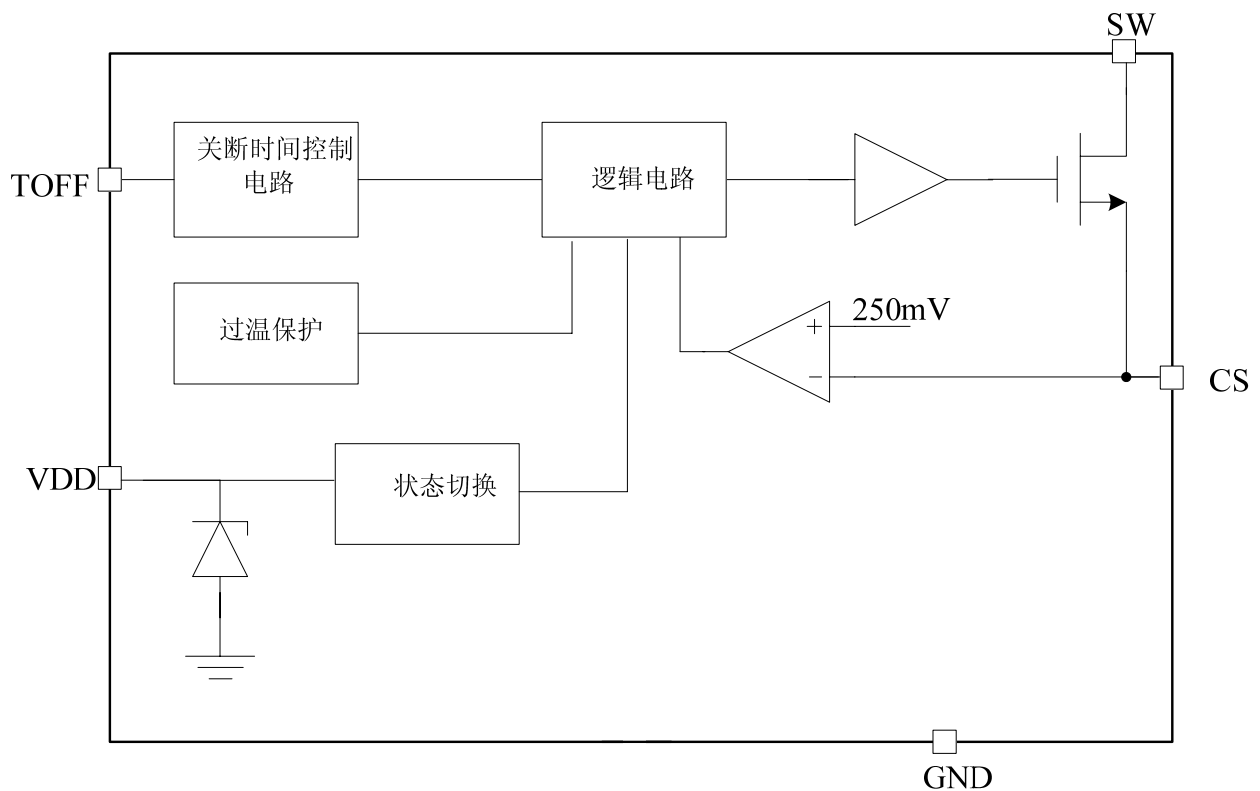 SW
关断时间控制
电路
逻辑电路
TOFF
250mV
+
过温保护
−
CS
VDD
状态切换
GND